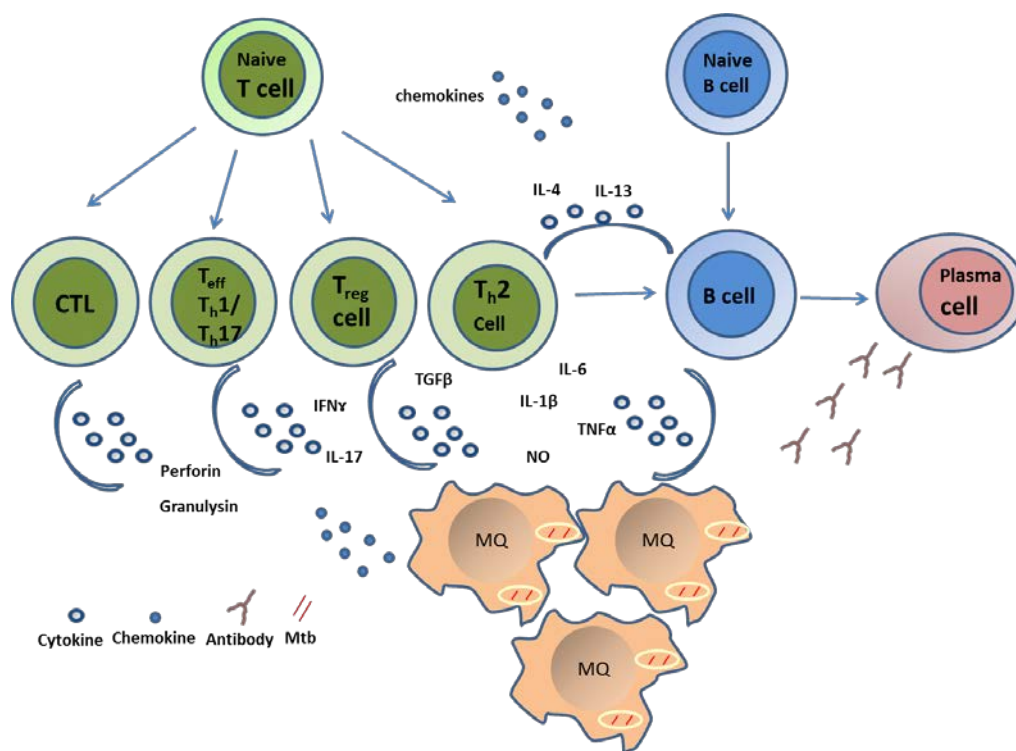 Naive
T cell
Naive
B cell
chemokines
IL-4
IL-13
CTL
Teff
Th1/
Th17
Treg
cell
Th2
Cell
B cell
Plasma
cell
TGFβ
IL-6
IFNɣ
IL-1β
TNFα
IL-17
NO
Perforin
Granulysin
MQ
MQ
MQ
Cytokine
Chemokine
Antibody
Mtb